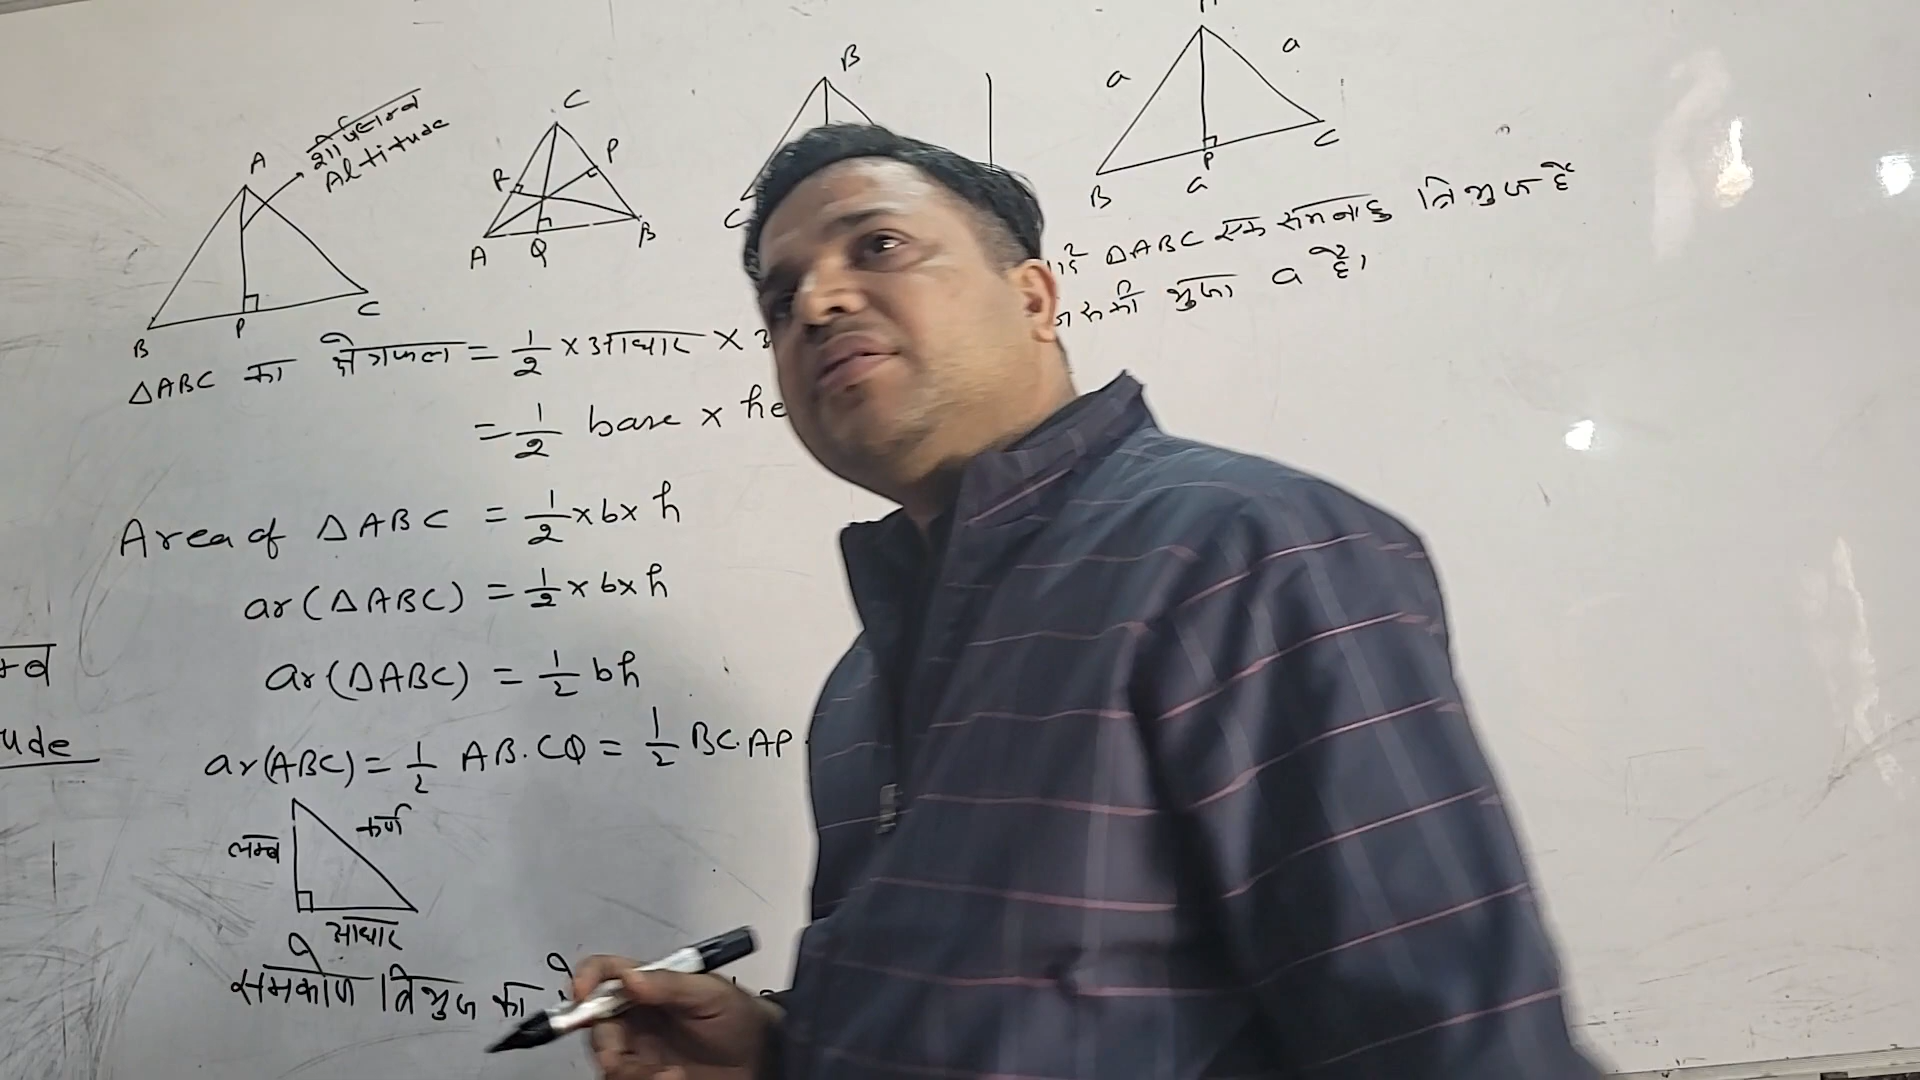 A
शीर्षलम्ब
Altitude
B
P
C
C
R
P
A
Q
B
B
C
a
a
B
P
C
a
ΔABC एक समबाहु त्रिभुज है
भुजा a है।
ΔABC का क्षेत्रफल = 1/2 × आधार ×
= 1/2 base × he
Area of ΔABC = 1/2 × b × h
ar(ΔABC) = 1/2 × b × h
ar(ΔABC) = 1/2 bh
ude
ar(ABC) = 1/2 AB.CQ = 1/2 BC.AP
लम्ब
कर्ण
आधार
समकोण त्रिभुज का